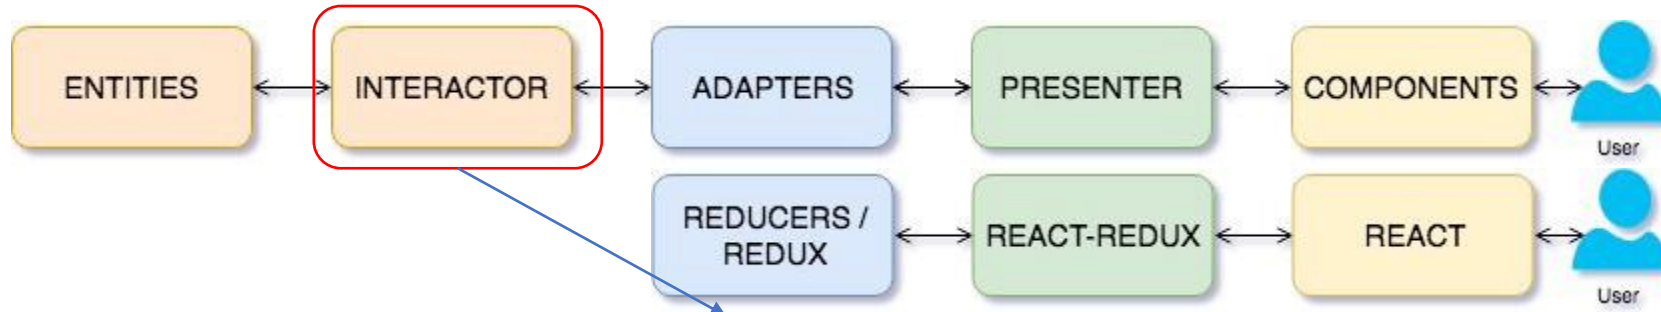 ENTITIES
INTERACTOR
ADAPTERS
PRESENTER
COMPONENTS
User
REDUCERS /
REDUX
REACT-REDUX
REACT
User